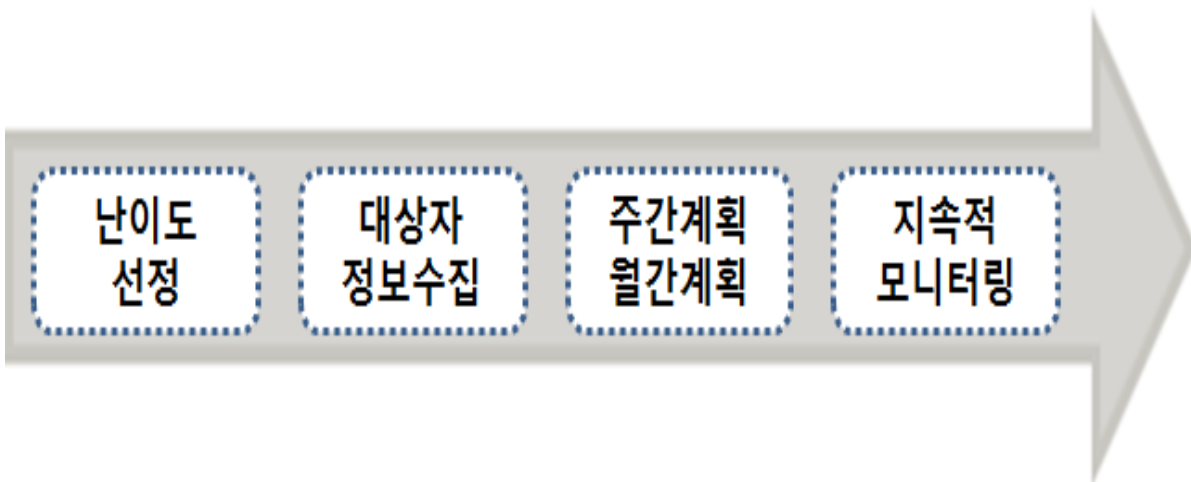 난이도
선정
대상자
정보수집
주간계획
월간계획
지속적
모니터링